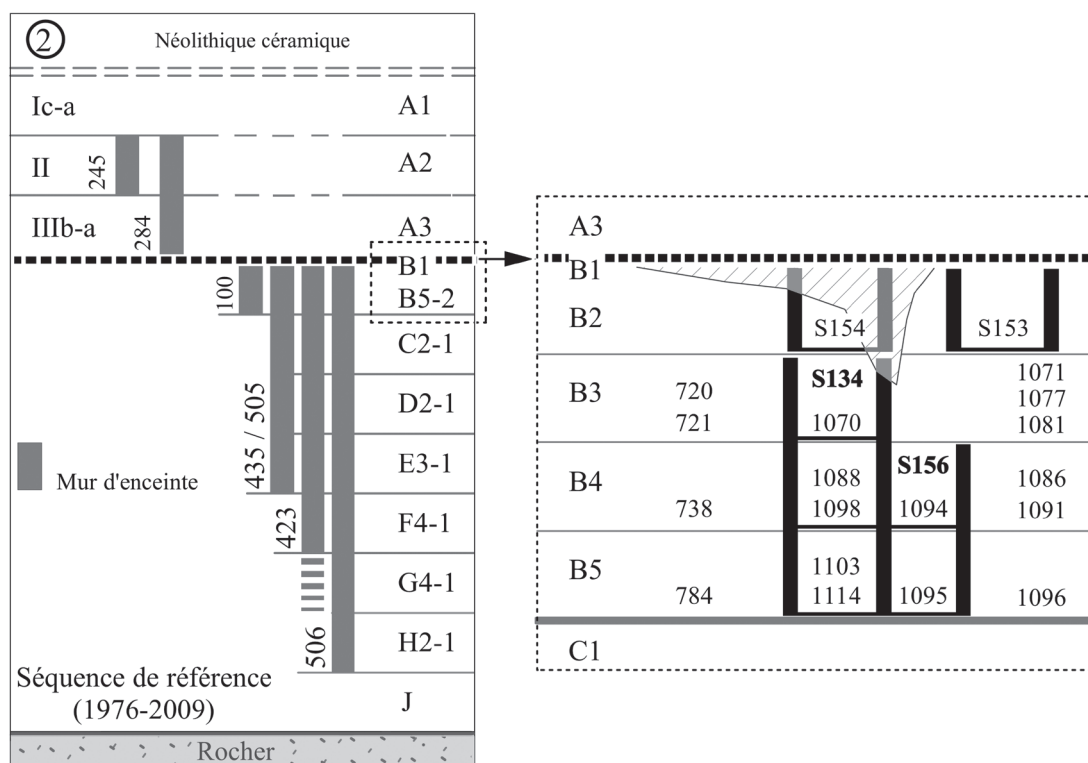 2
Néolithique céramique
Ic-a
A1
II
245
A2
IIIb-a
284
A3
B1
100
B5-2
C2-1
D2-1
435 / 505
E3-1
Mur d'enceinte
423
F4-1
G4-1
506
H2-1
Séquence de référence
(1976-2009)
J
Rocher
A3
B1
B2
S154
S153
B3
720
721
S134
1070
1071
1077
1081
B4
738
1088
1098
S156
1094
1086
1091
B5
784
1103
1114
1095
1096
C1